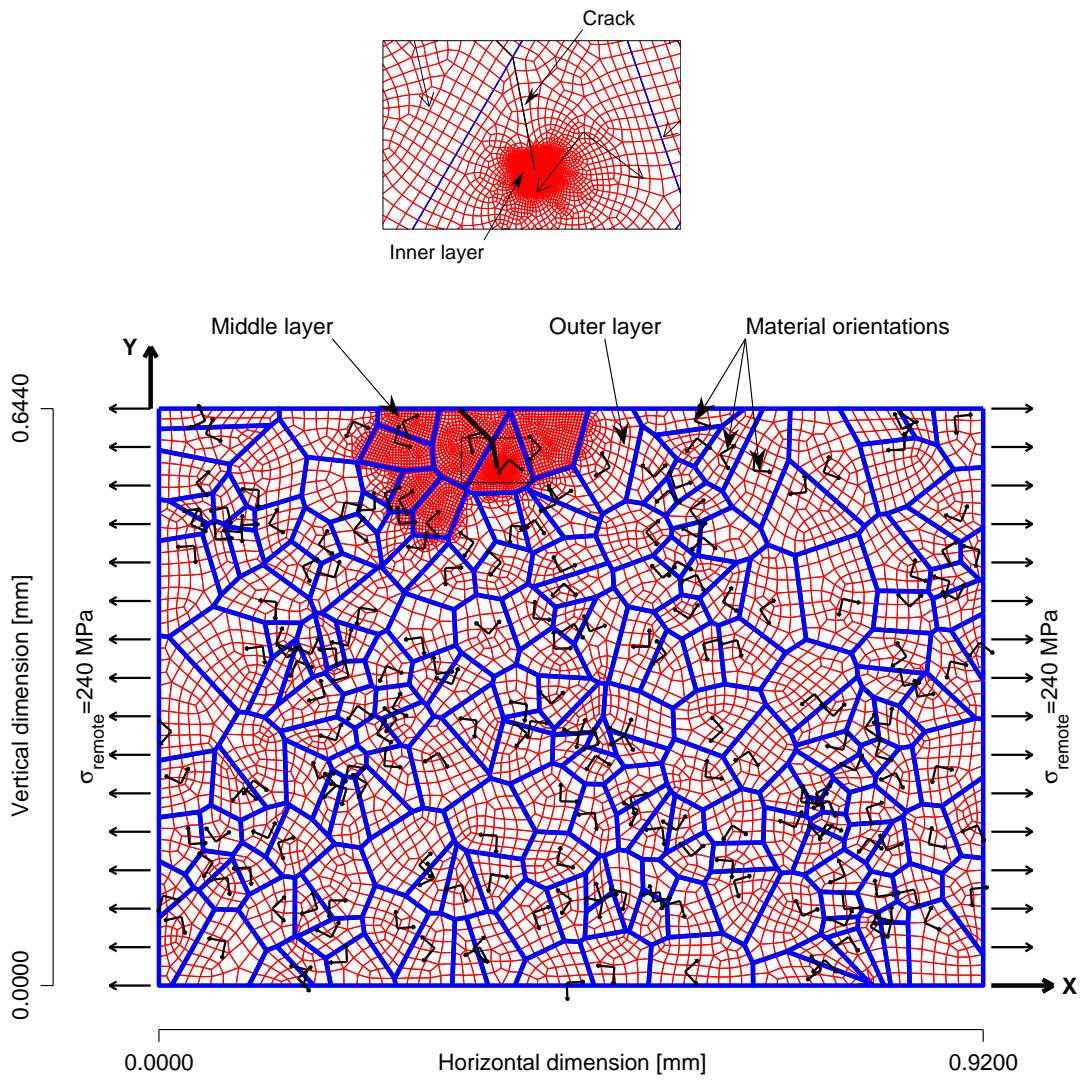 Crack
Inner layer
Middle layer
Outer layer
Material orientations
Y
0.6440
Vertical dimension [mm]
0.0000
σremote=240 MPa
σremote=240 MPa
X
0.0000
Horizontal dimension [mm]
0.9200